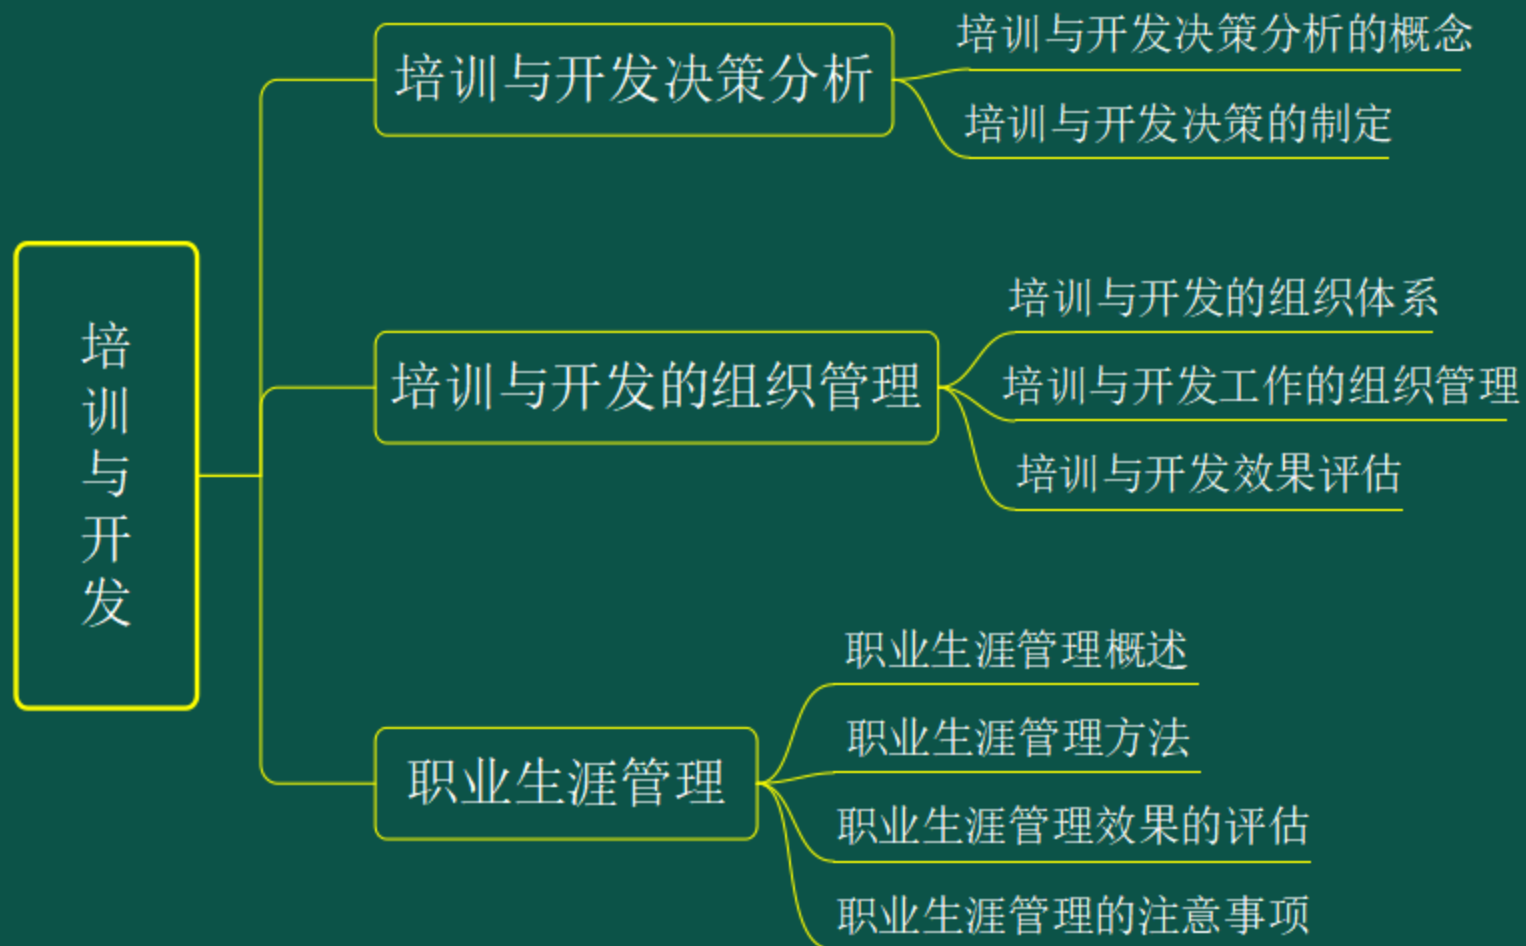 培训与开发
培训与开发决策分析
培训与开发决策分析的概念
培训与开发决策的制定
培训与开发的组织管理
培训与开发的组织体系
培训与开发工作的组织管理
培训与开发效果评估
职业生涯管理
职业生涯管理概述
职业生涯管理方法
职业生涯管理效果的评估
职业生涯管理的注意事项